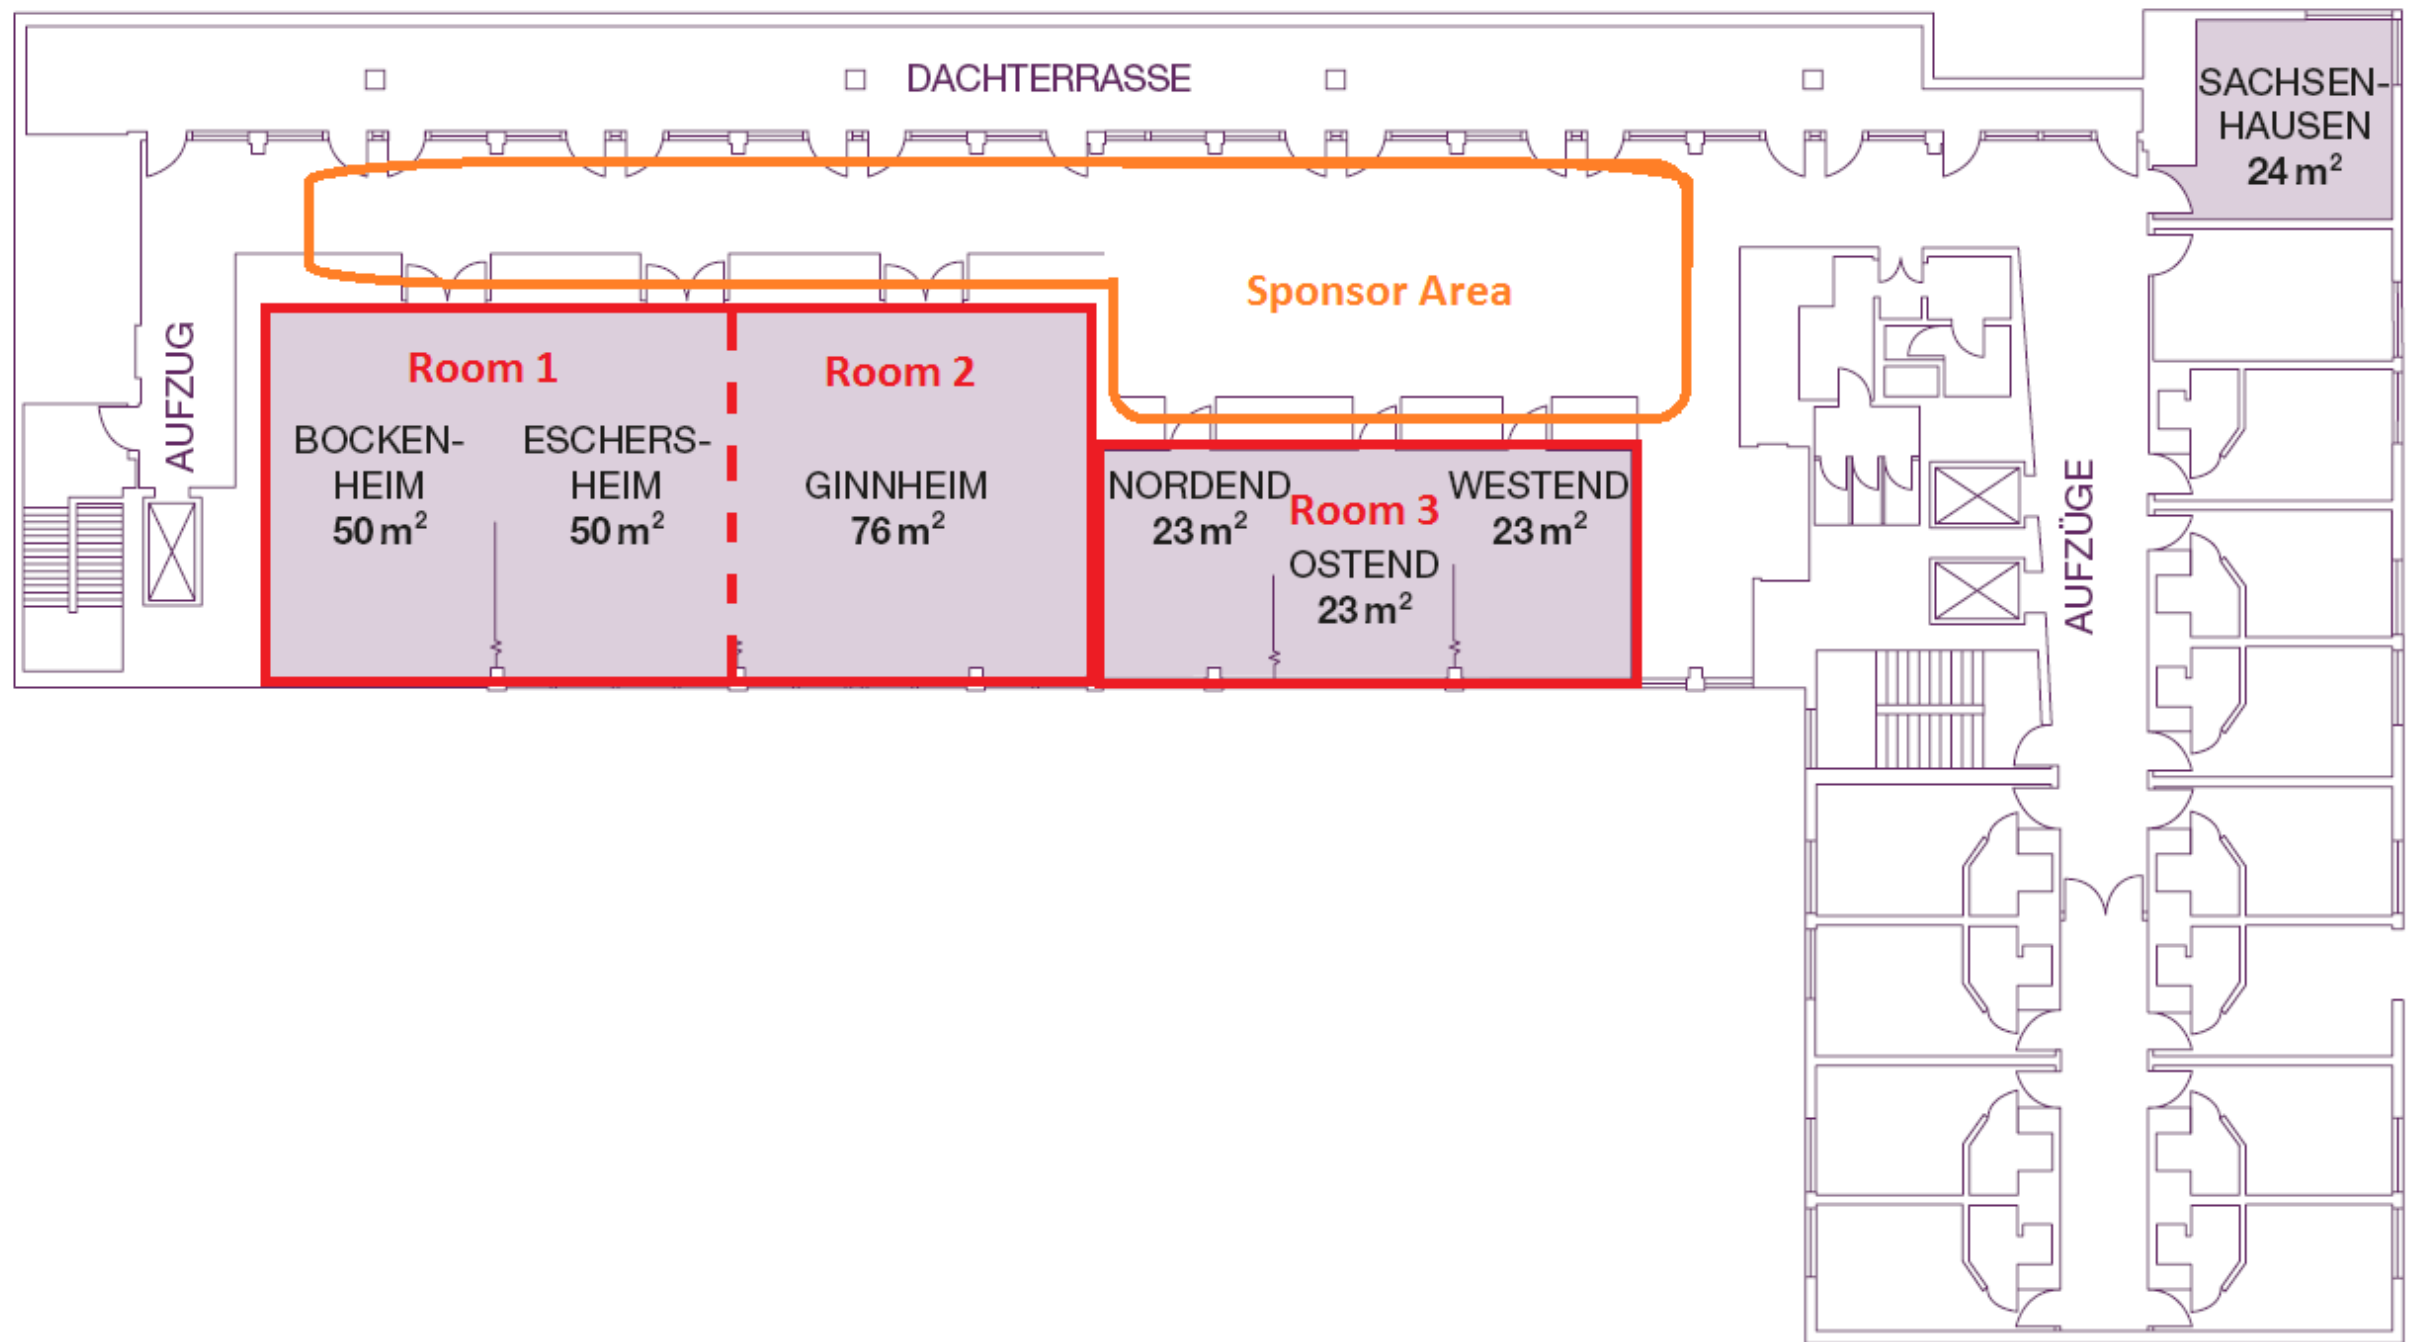 DACHTERRASSE
SACHSEN-
HAUSEN
24 m²
Sponsor Area
AUFZUG
Room 1
Room 2
BOCKEN-
HEIM
50 m²
ESCHERS-
HEIM
50 m²
GINNHEIM
76 m²
NORDEND
23 m²
Room 3
OSTEND
23 m²
WESTEND
23 m²
AUFZÜGE